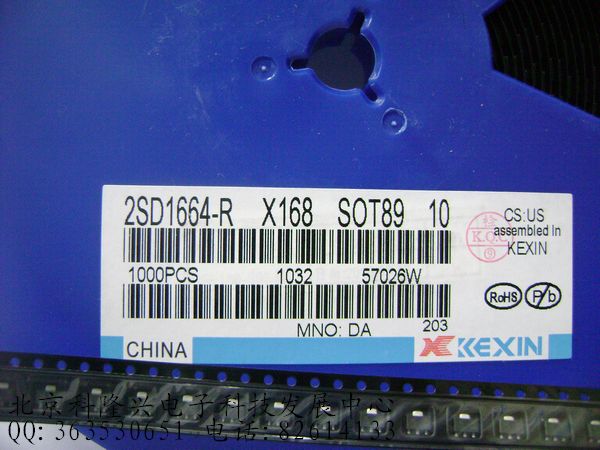 2SD1664-R X168 SOT89 10
CS:US
assembled In
KEXIN
K.Q.C
1000PCS 1032 57026W
RoHS Pb
MNO: DA 203
CHINA KEXIN
北京科隆兴电子科技发展中心
QQ: 363530651 电话: 82614133